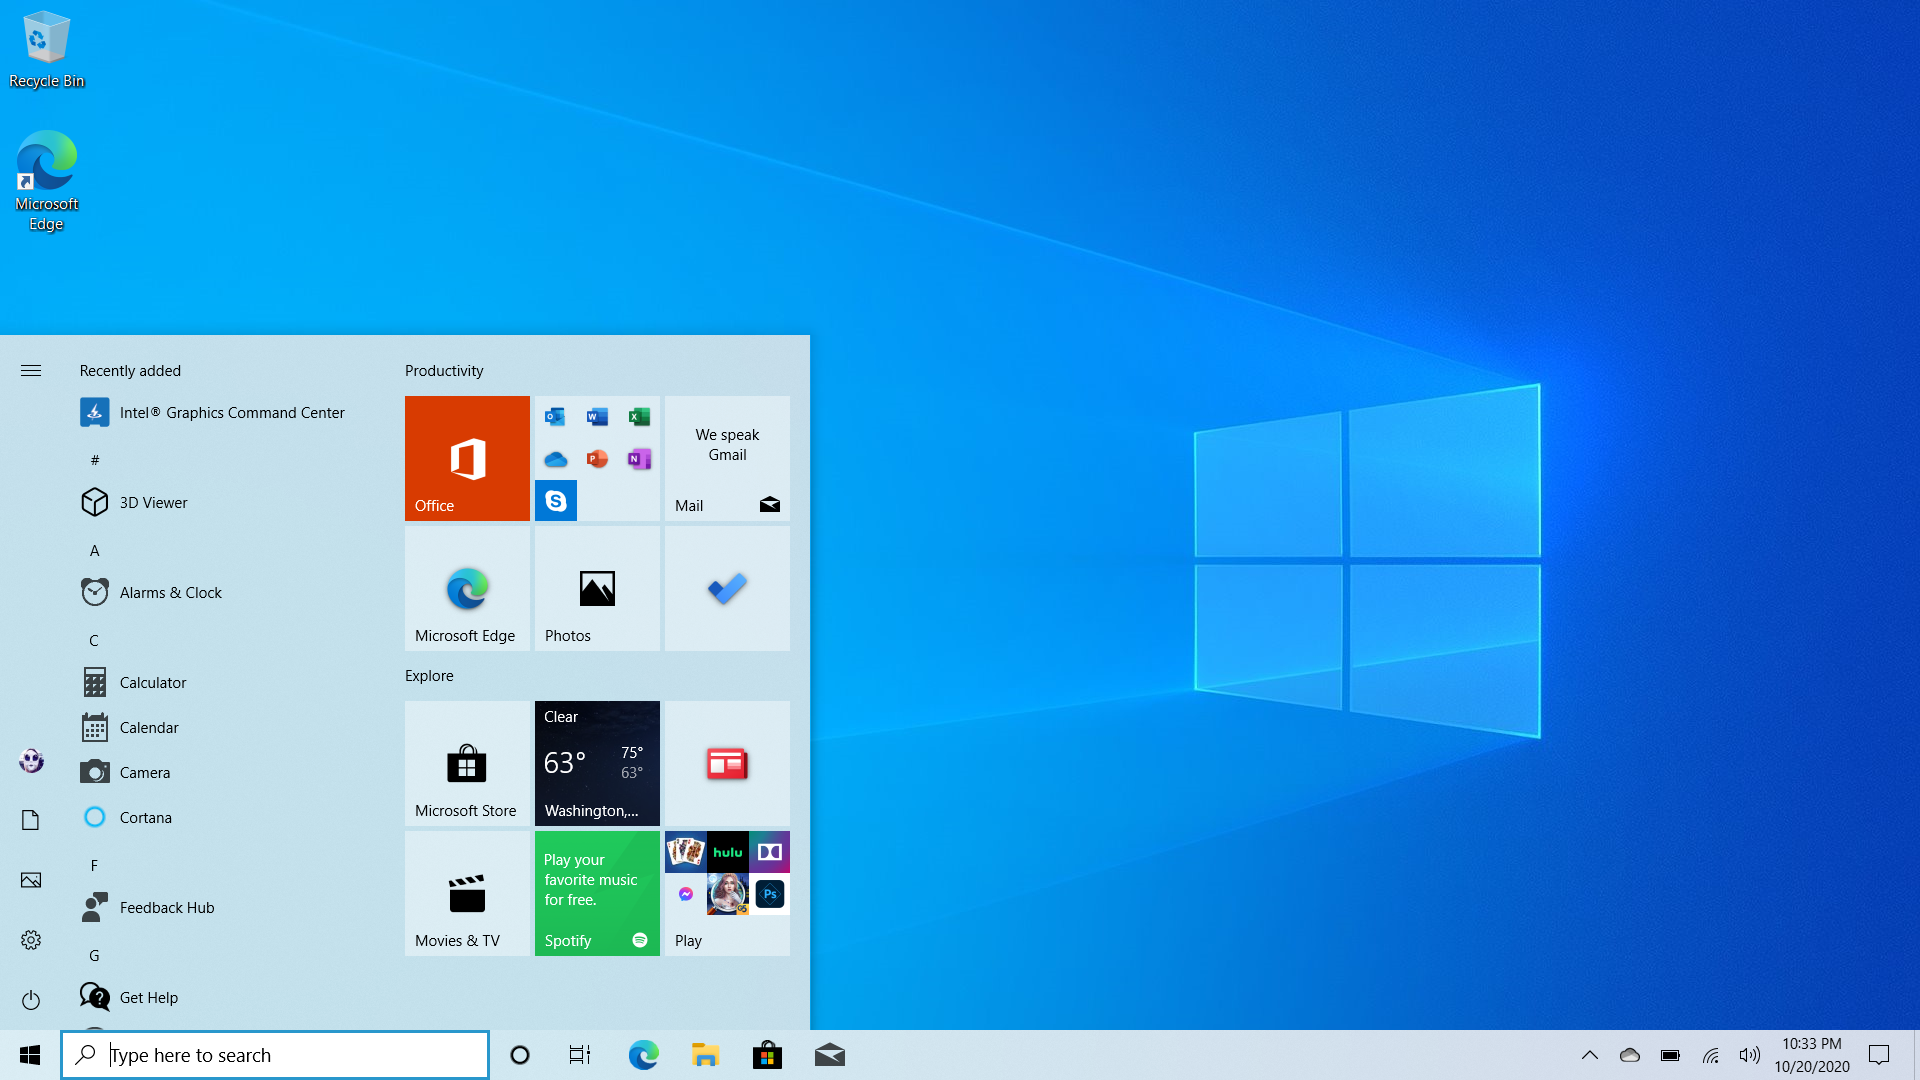 Recycle Bin
Microsoft
Edge
Recently added
Intel® Graphics Command Center
#
3D Viewer
A
Alarms & Clock
C
Calculator
Calendar
Camera
Cortana
F
Feedback Hub
G
Get Help
Productivity
Office
We speak
Gmail
Mail
Microsoft Edge
Photos
Explore
Microsoft Store
Clear
63°
75°
63°
Washington,...
Movies & TV
Play your
favorite music
for free.
Spotify
hulu
Ps
Play
Type here to search
10:33 PM
10/20/2020